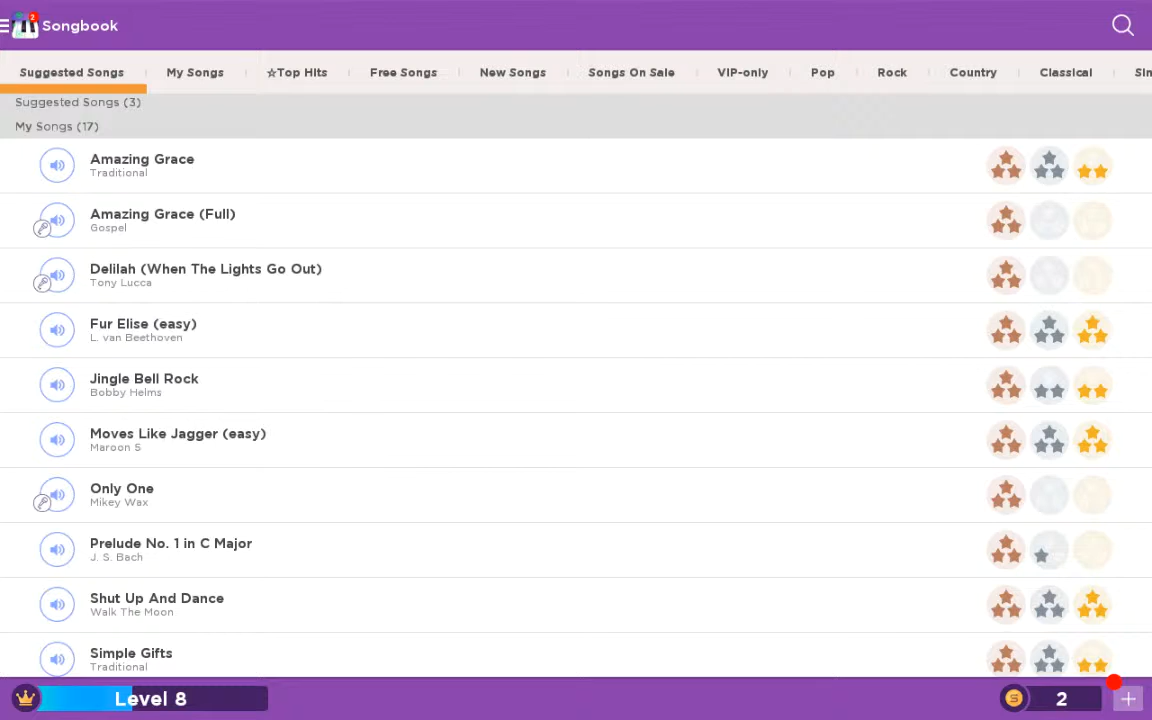 2
Songbook
Suggested Songs
My Songs
☆Top Hits
Free Songs
New Songs
Songs On Sale
VIP-only
Pop
Rock
Country
Classical
Sin
Suggested Songs (3)
My Songs (17)
Amazing Grace
Traditional
Amazing Grace (Full)
Gospel
Delilah (When The Lights Go Out)
Tony Lucca
Fur Elise (easy)
L. van Beethoven
Jingle Bell Rock
Bobby Helms
Moves Like Jagger (easy)
Maroon 5
Only One
Mikey Wax
Prelude No. 1 in C Major
J. S. Bach
Shut Up And Dance
Walk The Moon
Simple Gifts
Traditional
Level 8
S
2
+